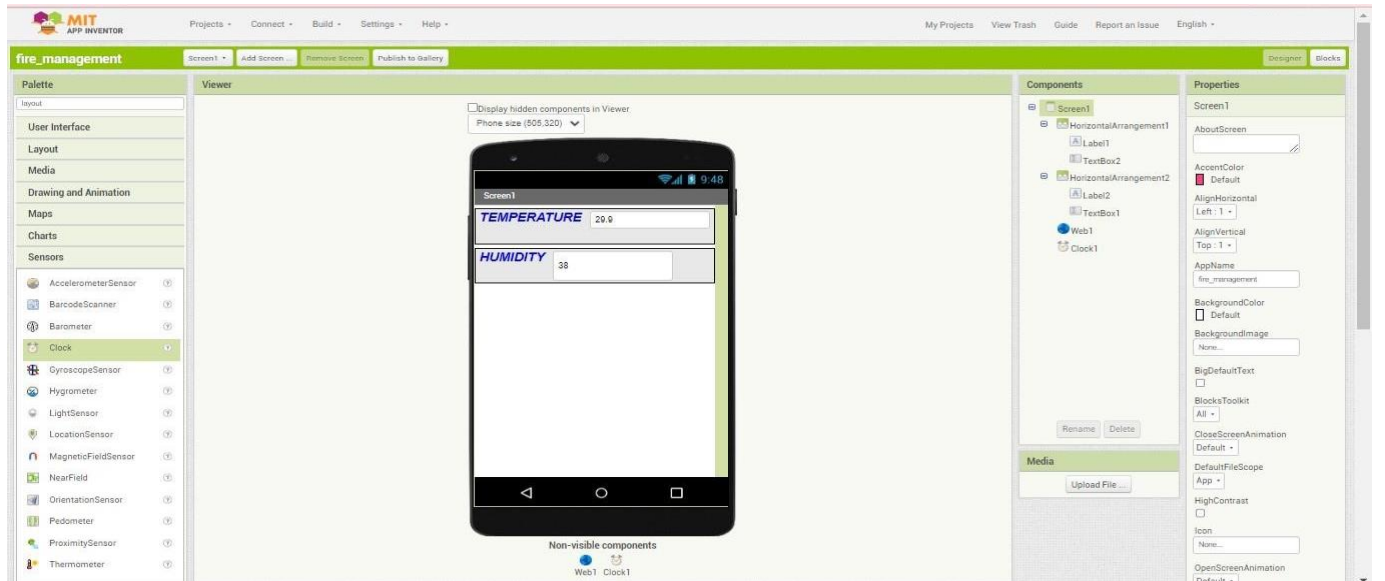 MIT
APP INVENTOR
Projects
Connect
Build
Settings
Help
My Projects
View Trash
Guide
Report an Issue
English
fire_management
Screen1
Add Screen ...
Remove Screen
Publish to Gallery
Designer
Blocks
Palette
layout
User Interface
Layout
Media
Drawing and Animation
Maps
Charts
Sensors
AccelerometerSensor
BarcodeScanner
Barometer
Clock
GyroscopeSensor
Hygrometer
LightSensor
LocationSensor
MagneticFieldSensor
NearField
OrientationSensor
Pedometer
ProximitySensor
Thermometer
Viewer
Display hidden components in Viewer
Phone size (505,320)
9:48
Screen1
TEMPERATURE
29.9
HUMIDITY
38
Non-visible components
Web1
Clock1
Components
Screen1
HorizontalArrangement1
Label1
TextBox2
HorizontalArrangement2
Label2
TextBox1
Web1
Clock1
Rename
Delete
Media
Upload File ...
Properties
Screen1
AboutScreen
AccentColor
Default
AlignHorizontal
Left : 1
AlignVertical
Top : 1
AppName
fire_management
BackgroundColor
Default
BackgroundImage
None...
BigDefaultText
BlocksToolkit
All
CloseScreenAnimation
Default
DefaultFileScope
App
HighContrast
Icon
None...
OpenScreenAnimation
Default